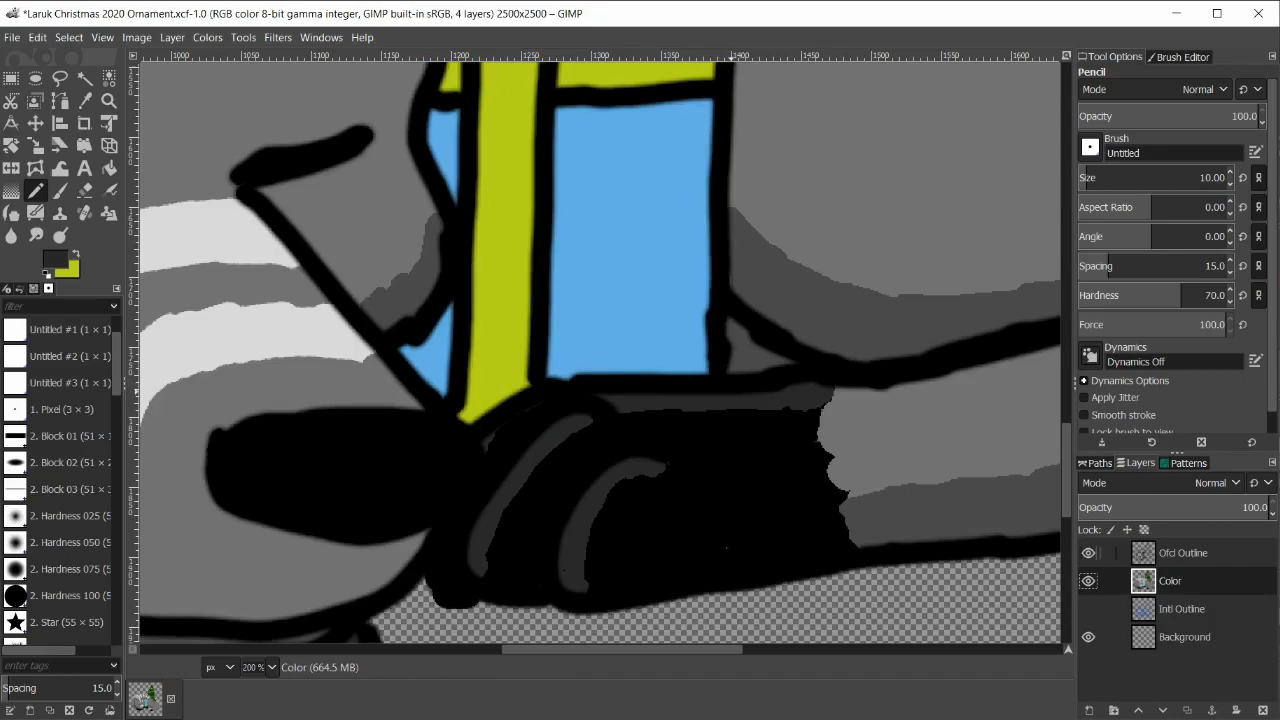 *Laruk Christmas 2020 Ornament.xcf-1.0 (RGB color 8-bit gamma integer, GIMP built-in sRGB, 4 layers) 2500x2500 – GIMP
File Edit Select View Image Layer Colors Tools Filters Windows Help
1000 1050 1100 1150 1200 1250 1300 1350 1400 1450 1500 1550 1600
Tool Options Brush Editor
Pencil
Mode Normal
Opacity 100.0
Brush
Untitled
Size 10.00
Aspect Ratio 0.00
Angle 0.00
Spacing 15.0
Hardness 70.0
Force 100.0
Dynamics
Dynamics Off
Dynamics Options
Apply Jitter
Smooth stroke
Lock brush to view
Paths Layers Patterns
Mode Normal
Opacity 100.0
Lock:
Ofcl Outline
Color
Intl Outline
Background
filter
Untitled #1 (1 × 1)
Untitled #2 (1 × 1)
Untitled #3 (1 × 1)
1. Pixel (3 × 3)
2. Block 01 (51 ×
2. Block 02 (51 ×
2. Block 03 (51 ×
2. Hardness 025 (
2. Hardness 050 (
2. Hardness 075 (
2. Hardness 100 (
2. Star (55 × 55)
enter tags
Spacing 15.0
px 200 % Color (664.5 MB)